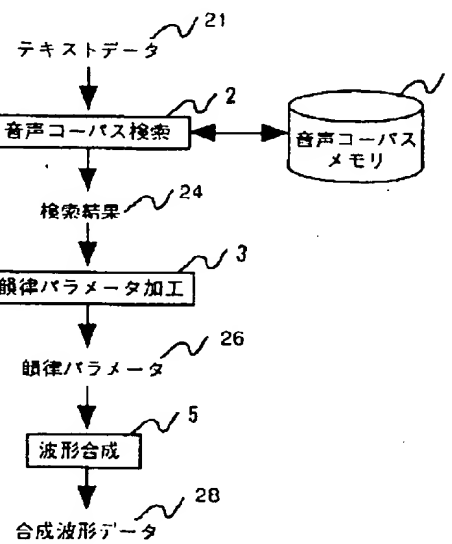 21
テキストデータ
2
音声コーパス検索
音声コーパス
メモリ
24
検索結果
3
韻律パラメータ加工
26
韻律パラメータ
5
波形合成
28
合成波形データ